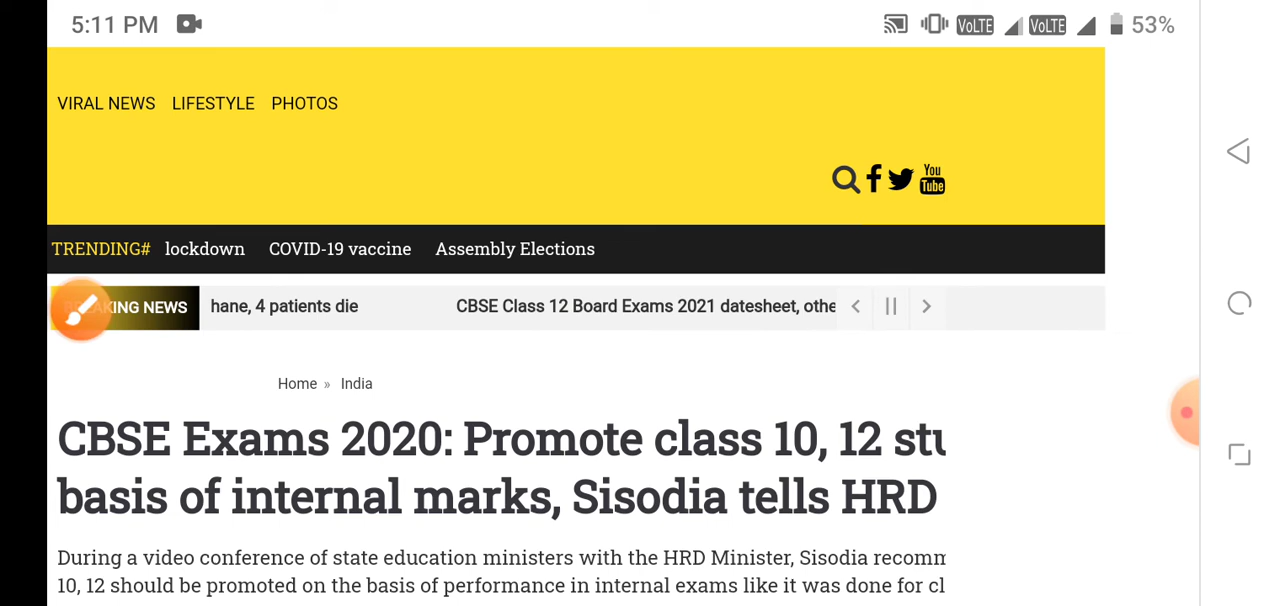 5:11 PM VoLTE VoLTE 53%
VIRAL NEWS LIFESTYLE PHOTOS
You
Tube
TRENDING# lockdown COVID-19 vaccine Assembly Elections
NEWS hane, 4 patients die CBSE Class 12 Board Exams 2021 datesheet, othe
Home » India
CBSE Exams 2020: Promote class 10, 12 stu
basis of internal marks, Sisodia tells HRD
During a video conference of state education ministers with the HRD Minister, Sisodia recomm
10, 12 should be promoted on the basis of performance in internal exams like it was done for cl